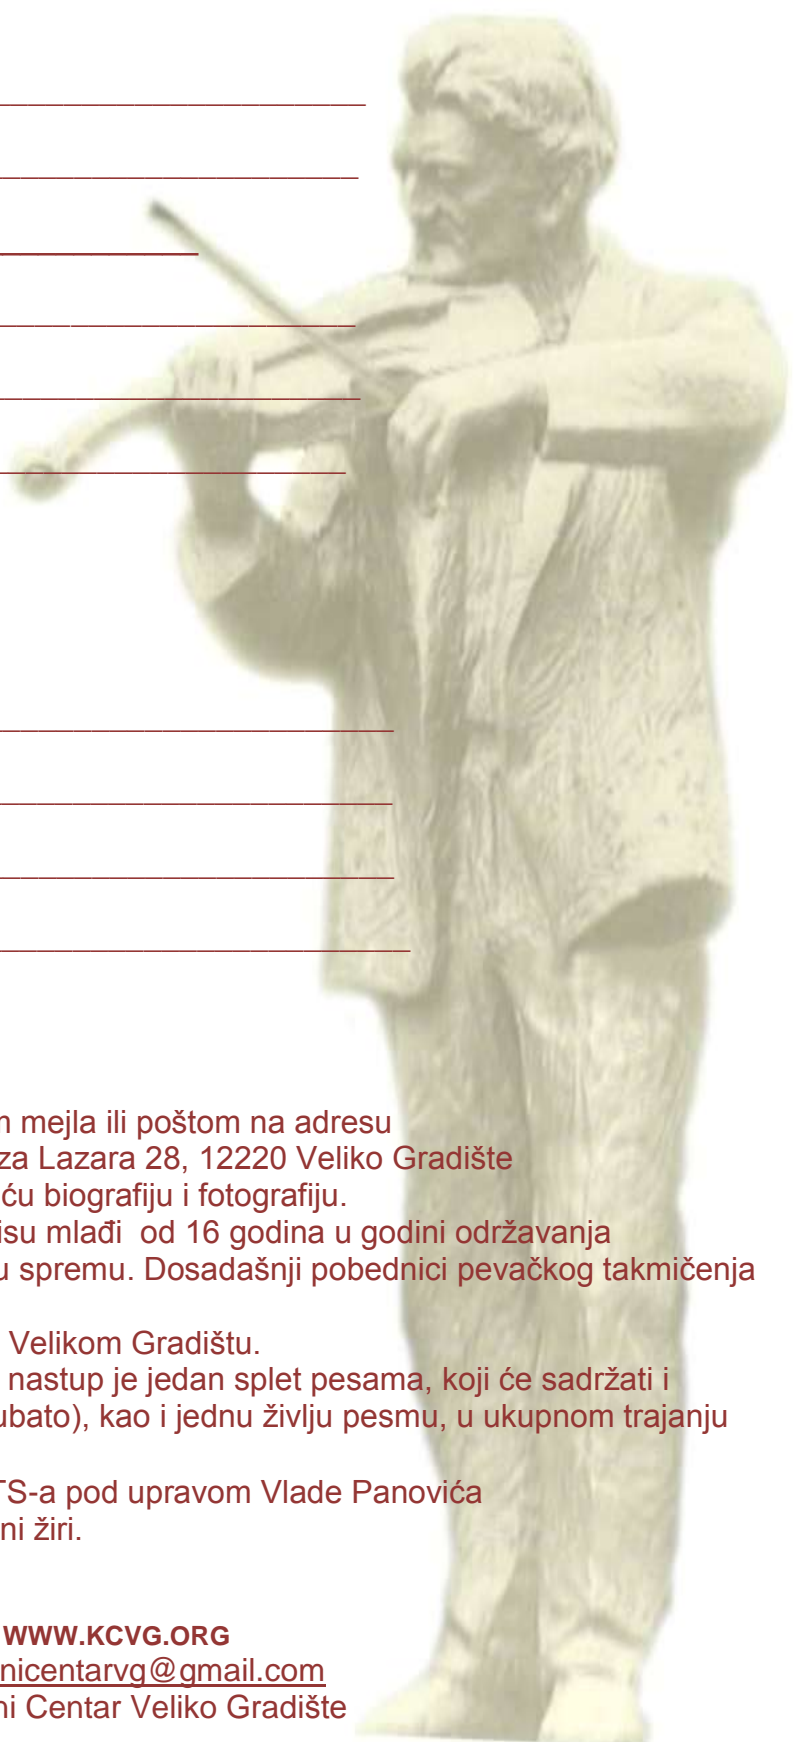 m mejla ili poštom na adresu
za Lazara 28, 12220 Veliko Gradište
ću biografiju i fotografiju.
isu mlađi od 16 godina u godini održavanja
u spremu. Dosadašnji pobednici pevačkog takmičenja
Velikom Gradištu.
nastup je jedan splet pesama, koji će sadržati i
ubato), kao i jednu življu pesmu, u ukupnom trajanju
TS-a pod upravom Vlade Panovića
ni žiri.
WWW.KCVG.ORG
nicentarvg@gmail.com
ni Centar Veliko Gradište